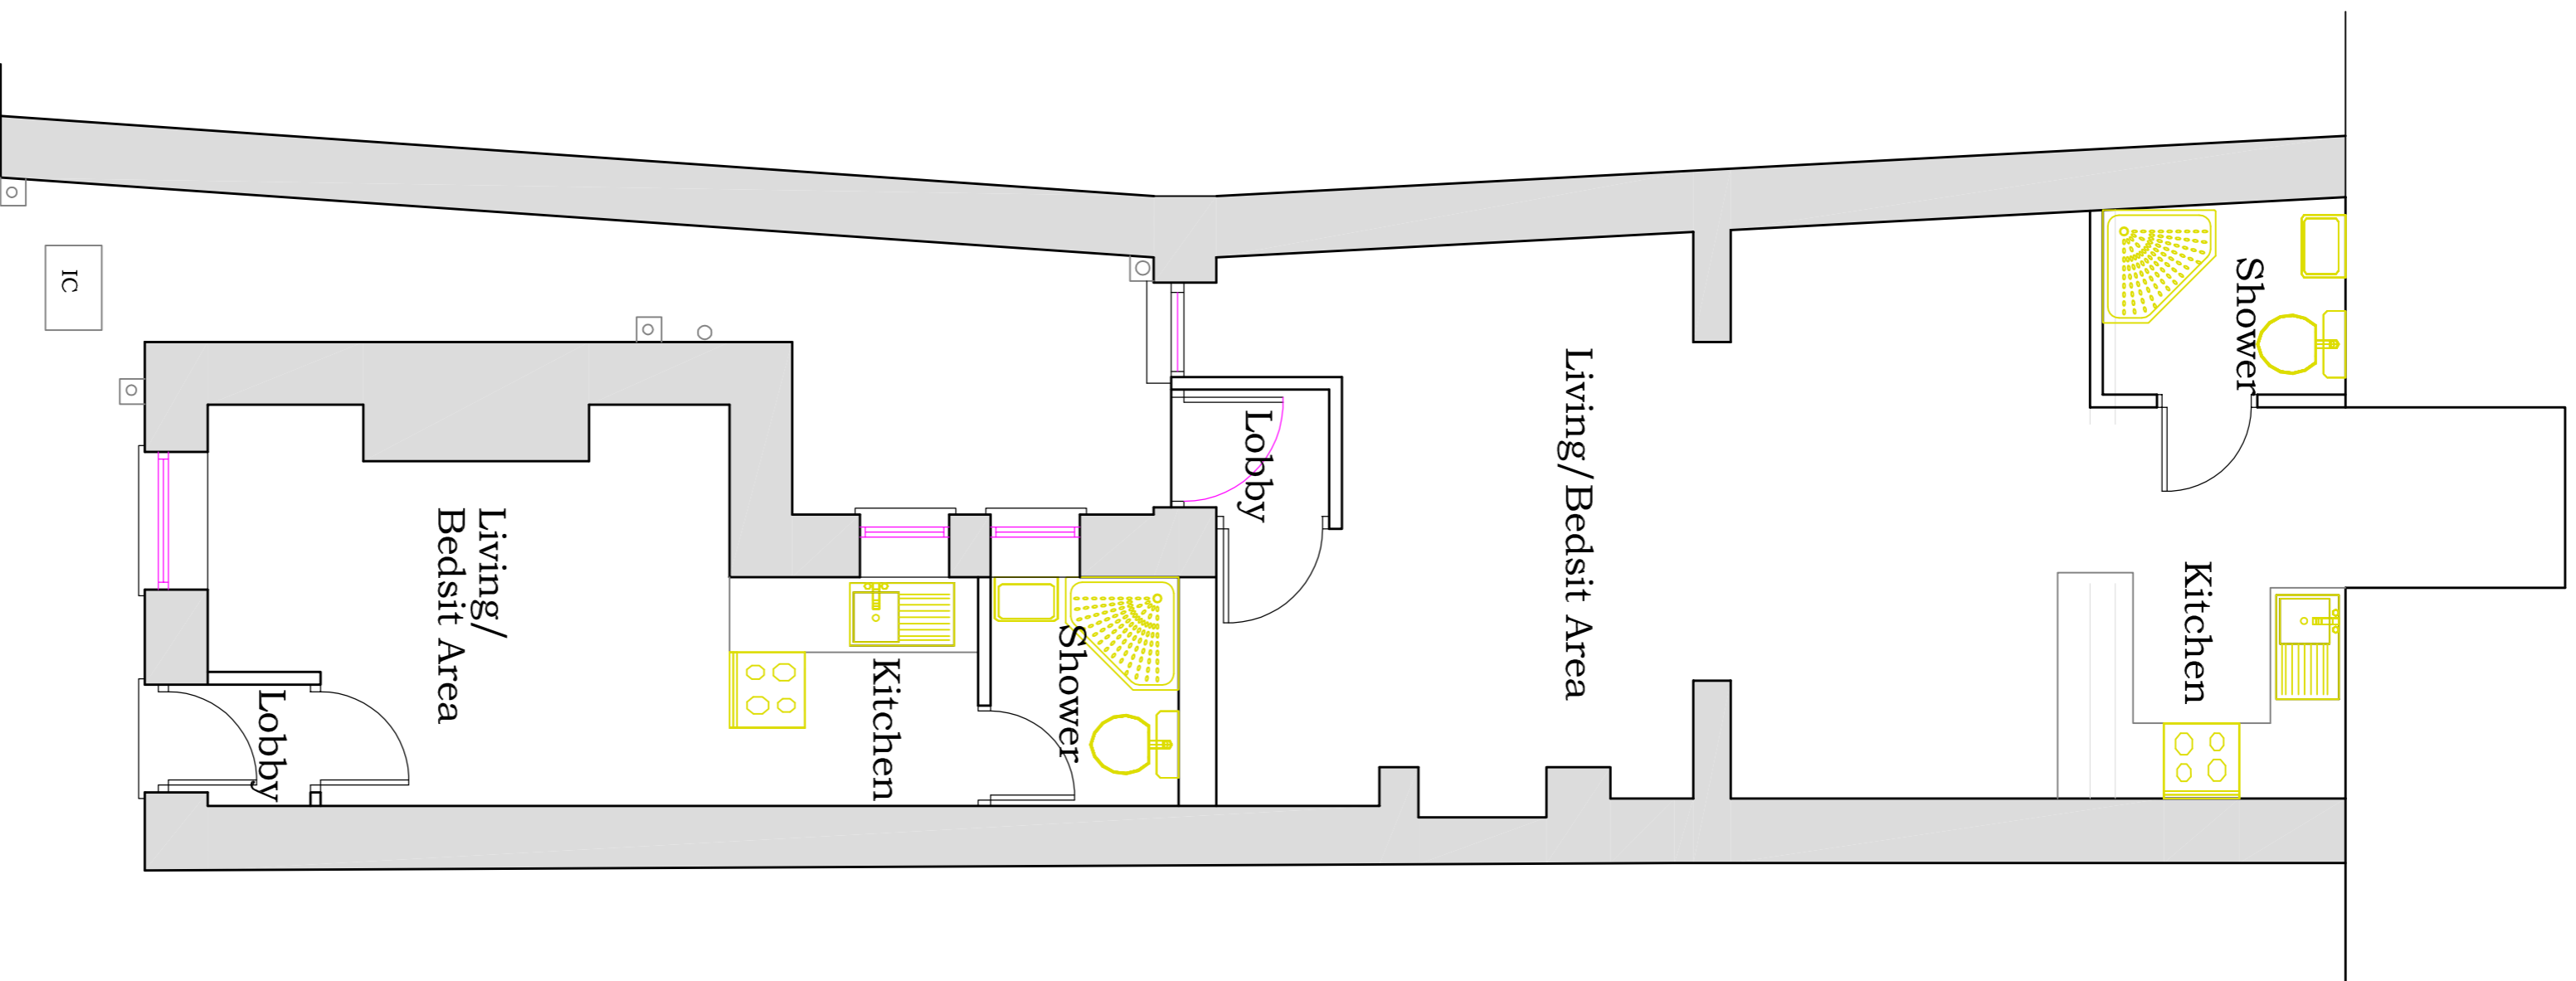 IC
Living/
Bedsit Area
Lobby
Kitchen
Shower
Lobby
Living/Bedsit Area
Shower
Kitchen